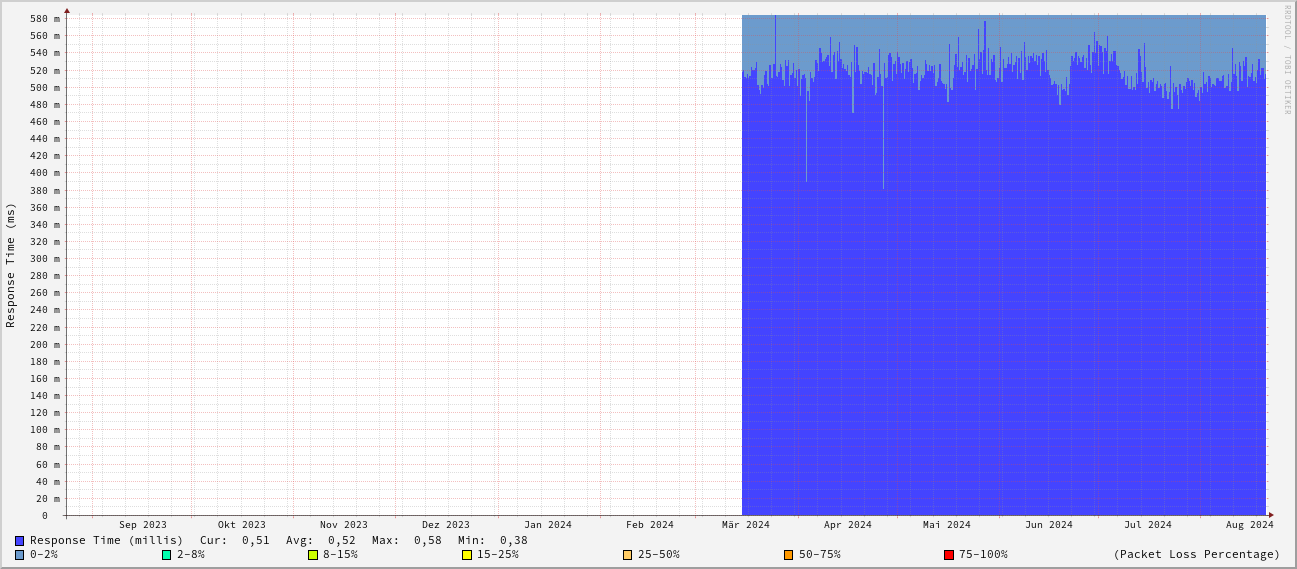 RRDTOOL / TOBI OETIKER
Response Time (ms)
580 m
560 m
540 m
520 m
500 m
480 m
460 m
440 m
420 m
400 m
380 m
360 m
340 m
320 m
300 m
280 m
260 m
240 m
220 m
200 m
180 m
160 m
140 m
120 m
100 m
80 m
60 m
40 m
20 m
0
Sep 2023 Okt 2023 Nov 2023 Dez 2023 Jan 2024 Feb 2024 Mär 2024 Apr 2024 Mai 2024 Jun 2024 Jul 2024 Aug 2024
Response Time (millis) Cur: 0,51 Avg: 0,52 Max: 0,58 Min: 0,38
0-2% 2-8% 8-15% 15-25% 25-50% 50-75% 75-100% (Packet Loss Percentage)